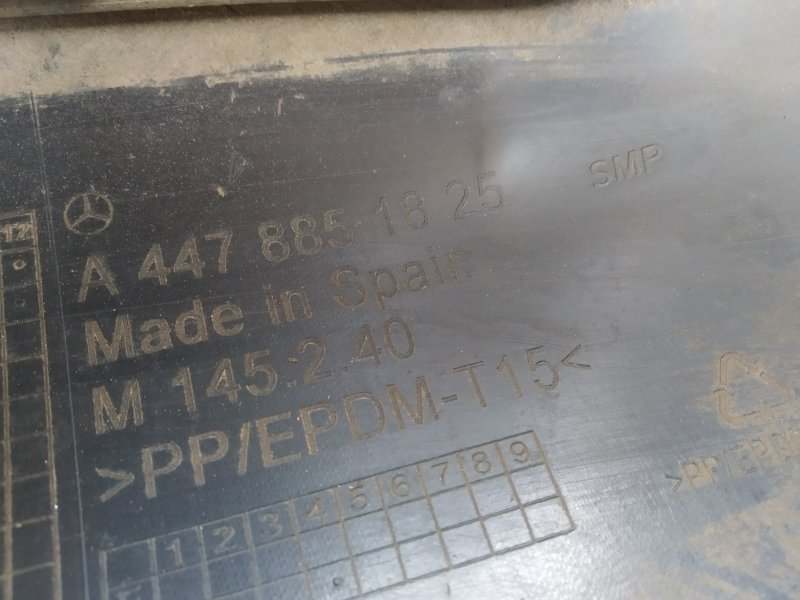 SMP
A 447 885 18 25
Made in Spain
M 145.2.40
>PP/EPDM-T15<
1 2 3 4 5 6 7 8 9
12